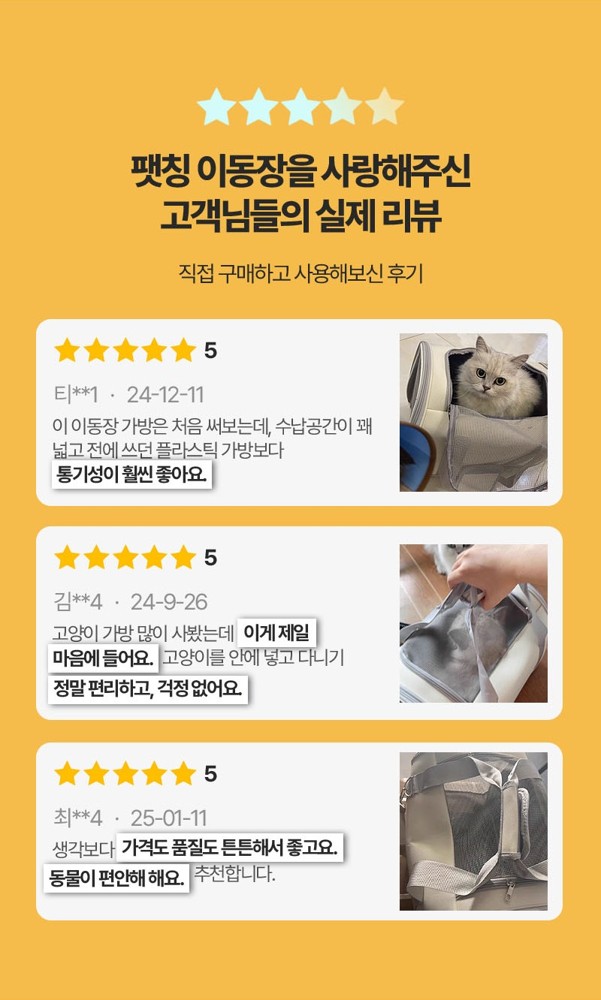 팻칭 이동장을 사랑해주신
고객님들의 실제 리뷰
직접 구매하고 사용해보신 후기
5
티**1 · 24-12-11
이 이동장 가방은 처음 써보는데, 수납공간이 꽤
넓고 전에 쓰던 플라스틱 가방보다
통기성이 훨씬 좋아요.
5
김**4 · 24-9-26
고양이 가방 많이 사봤는데 이게 제일
마음에 들어요. 고양이를 안에 넣고 다니기
정말 편리하고, 걱정 없어요.
5
최**4 · 25-01-11
생각보다 가격도 품질도 튼튼해서 좋고요.
동물이 편안해 해요. 추천합니다.